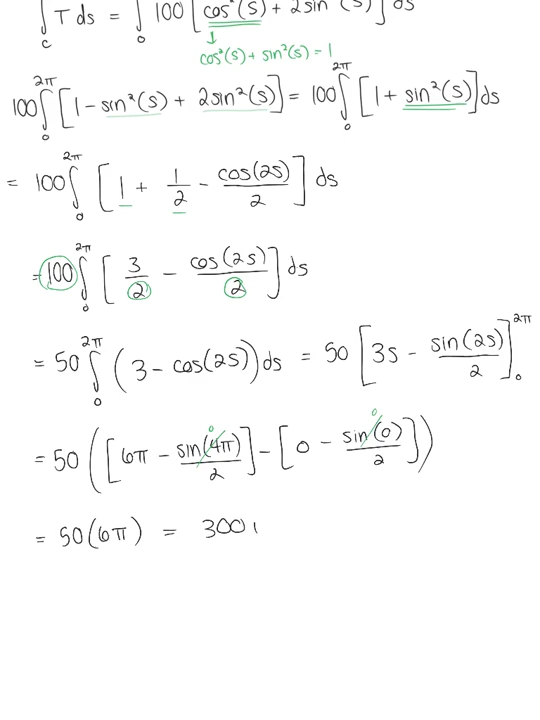 ∫_C T ds = ∫_0 100 [cos²(s) + 2sin²(s)] ds
cos²(s) + sin²(s) = 1
100 ∫_0^{2π} [1 - sin²(s) + 2sin²(s)] = 100 ∫_0^{2π} [1 + sin²(s)] ds
= 100 ∫_0^{2π} [1 + 1/2 - cos(2s)/2] ds
= 100 ∫_0^{2π} [3/2 - cos(2s)/2] ds
= 50 ∫_0^{2π} (3 - cos(2s)) ds = 50 [3s - sin(2s)/2]_0^{2π}
= 50 ([6π - sin(4π)/2] - [0 - sin(0)/2])
0 0
= 50(6π) = 300